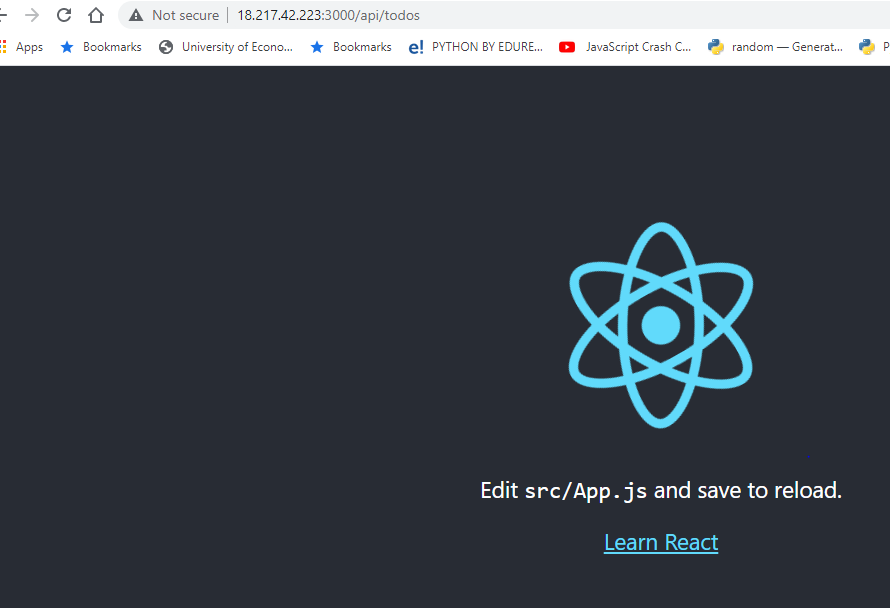 Not secure | 18.217.42.223:3000/api/todos
Apps Bookmarks University of Econo... Bookmarks e! PYTHON BY EDURE... JavaScript Crash C... random — Generat... P
Edit src/App.js and save to reload.
Learn React